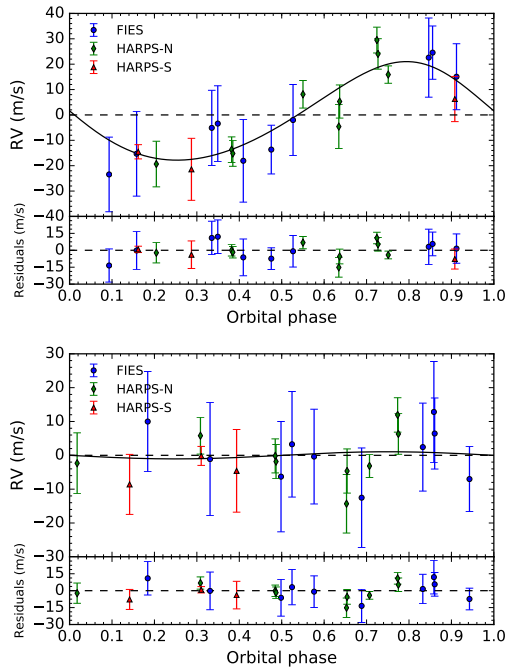 40
30
20
10
0
−10
−20
−30
−40
RV (m/s)
FIES
HARPS-N
HARPS-S
15
0
−15
−30
Residuals (m/s)
0.0 0.1 0.2 0.3 0.4 0.5 0.6 0.7 0.8 0.9 1.0
Orbital phase
30
20
10
0
−10
−20
−30
RV (m/s)
FIES
HARPS-N
HARPS-S
15
0
−15
−30
Residuals (m/s)
0.0 0.1 0.2 0.3 0.4 0.5 0.6 0.7 0.8 0.9 1.0
Orbital phase